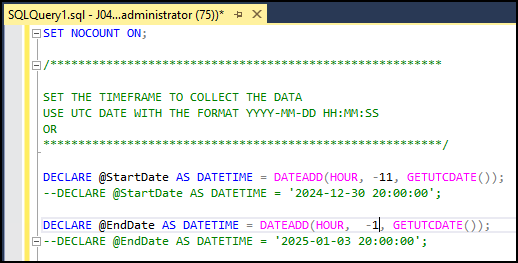 SQLQuery1.sql - J04...administrator (75))*
SET NOCOUNT ON;
/********************************************************
SET THE TIMEFRAME TO COLLECT THE DATA
USE UTC DATE WITH THE FORMAT YYYY-MM-DD HH:MM:SS
OR
*********************************************************/
DECLARE @StartDate AS DATETIME = DATEADD(HOUR, -11, GETUTCDATE());
--DECLARE @StartDate AS DATETIME = '2024-12-30 20:00:00';
DECLARE @EndDate AS DATETIME = DATEADD(HOUR,  -1, GETUTCDATE());
--DECLARE @EndDate AS DATETIME = '2025-01-03 20:00:00';